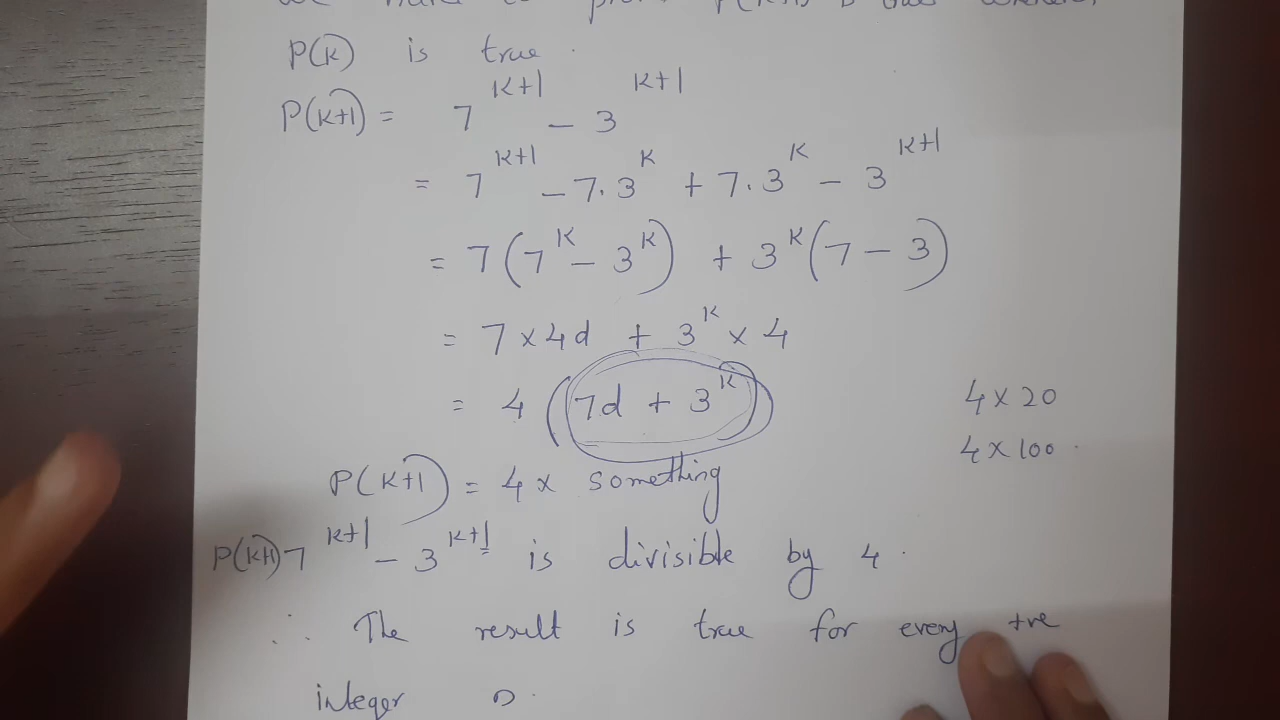 P(k) is true.
P(k+1) = 7^{k+1} - 3^{k+1}
= 7^{k+1} - 7.3^k + 7.3^k - 3^{k+1}
= 7(7^k - 3^k) + 3^k(7 - 3)
= 7 × 4d + 3^k × 4
= 4 (7d + 3^k)
4 × 20
4 × 100.
P(k+1) = 4 × something
P(k+1) 7^{k+1} - 3^{k+1} is divisible by 4.
∴ The result is true for every +ve
integer n.